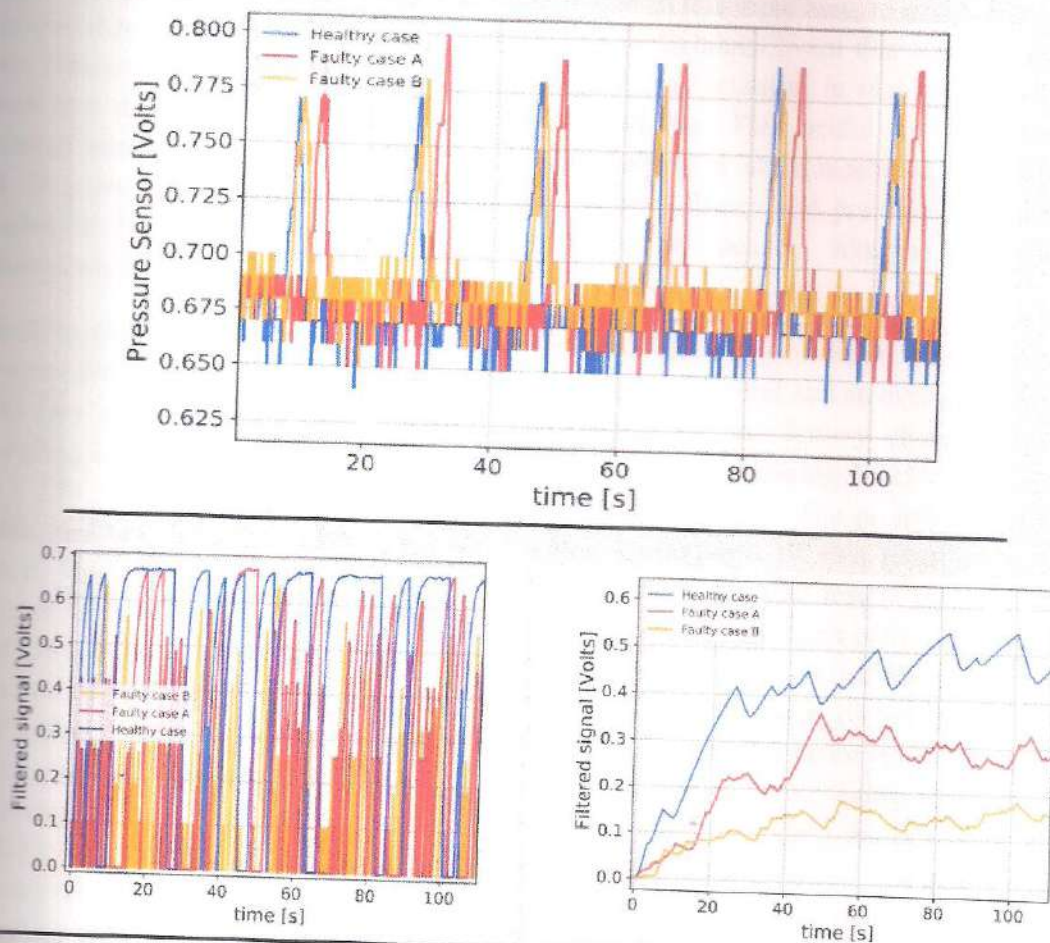 Pressure Sensor [Volts]
0.800
0.775
0.750
0.725
0.700
0.675
0.650
0.625
Healthy case
Faulty case A
Faulty case B
20 40 60 80 100
time [s]
Filtered signal [Volts]
0.7
0.6
0.5
0.4
0.3
0.2
0.1
0.0
Faulty case B
Faulty case A
Healthy case
0 20 40 60 80 100
time [s]
Filtered signal [Volts]
0.6
0.5
0.4
0.3
0.2
0.1
0.0
Healthy case
Faulty case A
Faulty case B
0 20 40 60 80 100
time [s]